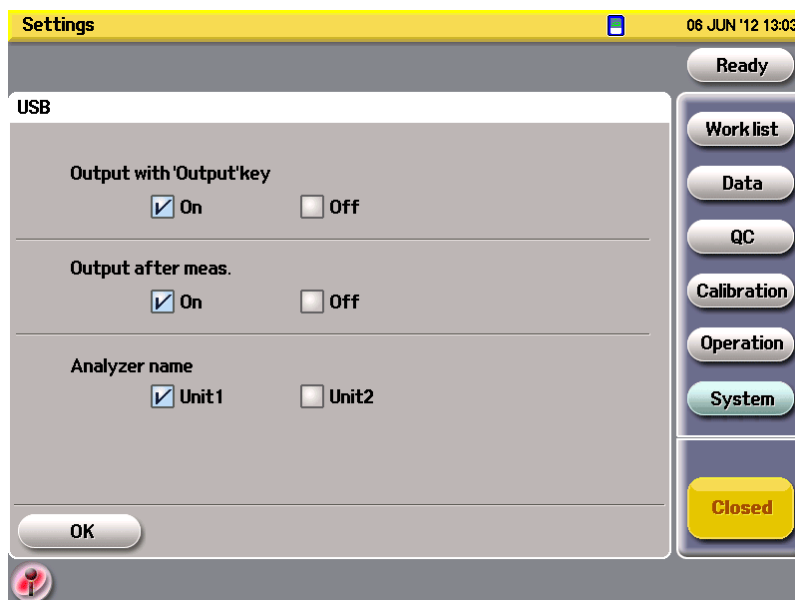 Settings
06 JUN '12 13:03
Ready
USB
Output with 'Output'key
On Off
Output after meas.
On Off
Analyzer name
Unit1 Unit2
OK
Work list
Data
QC
Calibration
Operation
System
Closed